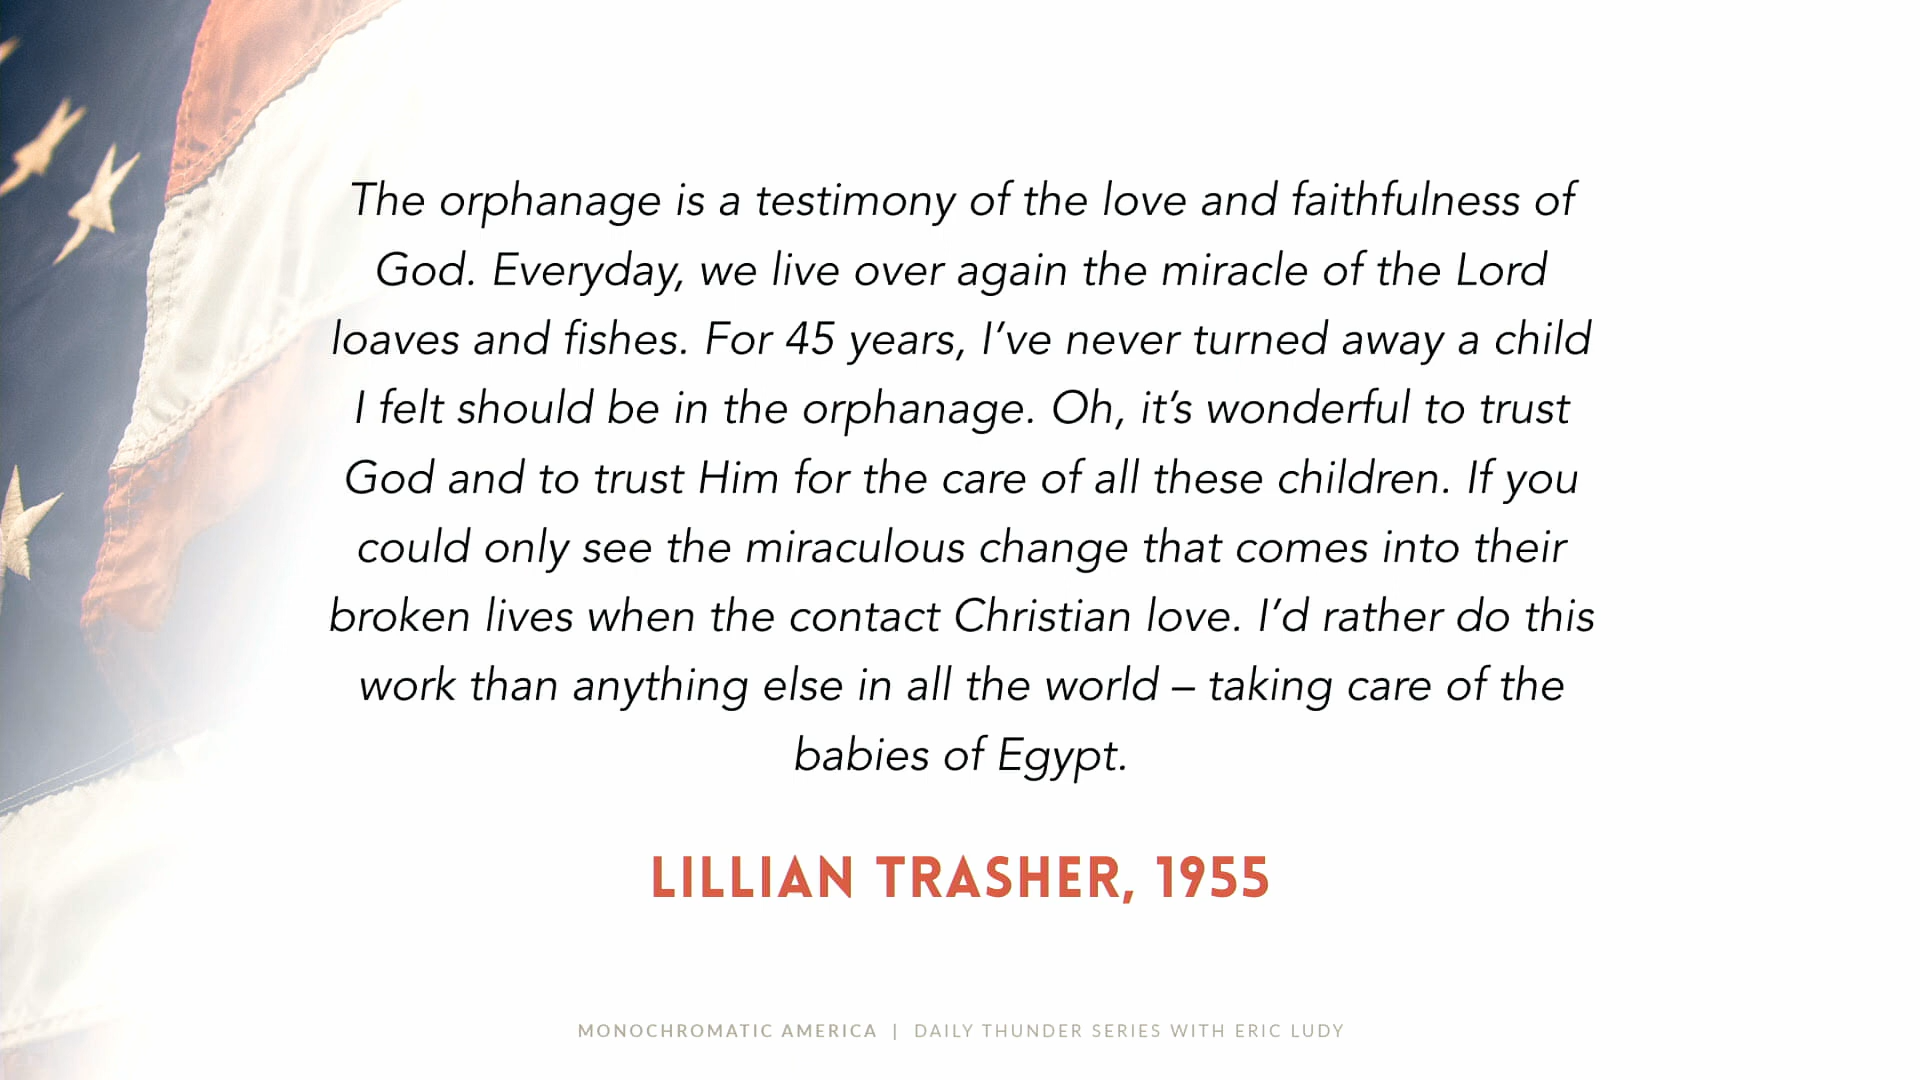 The orphanage is a testimony of the love and faithfulness of
God. Everyday, we live over again the miracle of the Lord
loaves and fishes. For 45 years, I’ve never turned away a child
I felt should be in the orphanage. Oh, it’s wonderful to trust
God and to trust Him for the care of all these children. If you
could only see the miraculous change that comes into their
broken lives when the contact Christian love. I’d rather do this
work than anything else in all the world – taking care of the
babies of Egypt.
LILLIAN TRASHER, 1955
MONOCHROMATIC AMERICA | DAILY THUNDER SERIES WITH ERIC LUDY